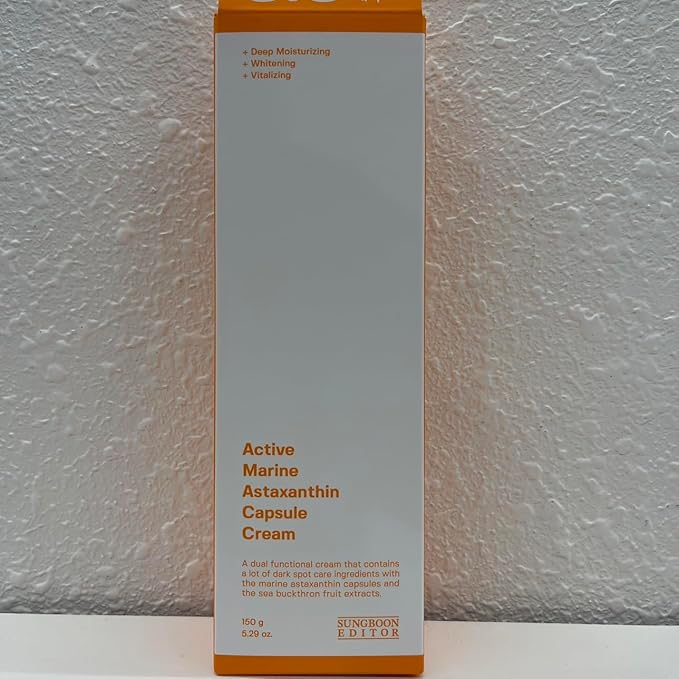 + Deep Moisturizing
+ Whitening
+ Vitalizing
Active
Marine
Astaxanthin
Capsule
Cream
A dual functional cream that contains
a lot of dark spot care ingredients with
the marine astaxanthin capsules and
the sea buckthron fruit extracts.
150 g
5.29 oz.
SUNGBOON
EDITOR